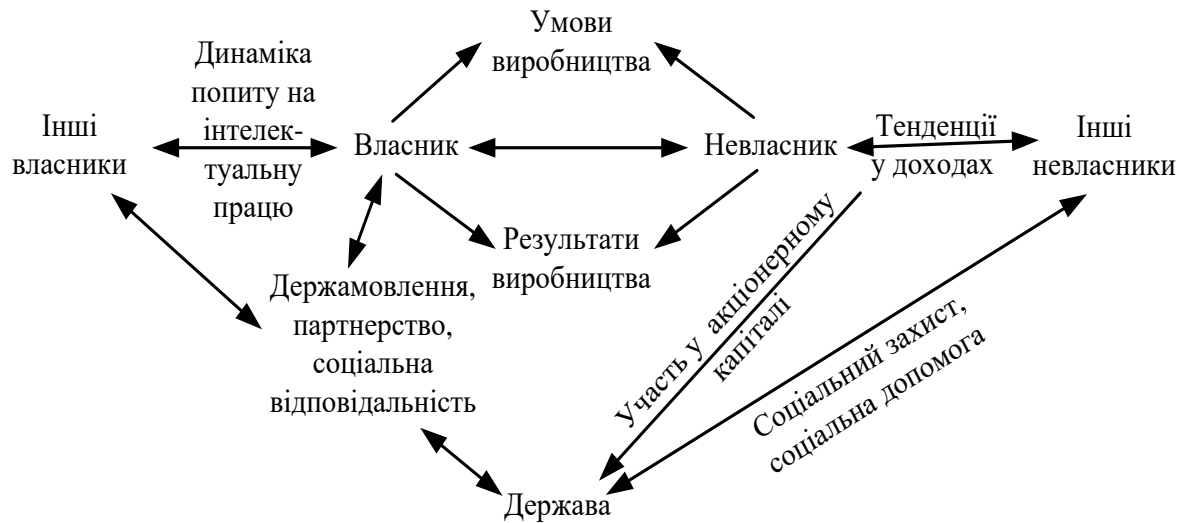 Умови
виробництва
Динаміка
попиту на
інтелек-
туальну
працю
Інші
власники
Власник
Невласник
Тенденції
у доходах
Інші
невласники
Результати
виробництва
Держамовлення,
партнерство,
соціальна
відповідальність
Участь у акціонерному
капіталі
Соціальний захист,
соціальна допомога
Держава